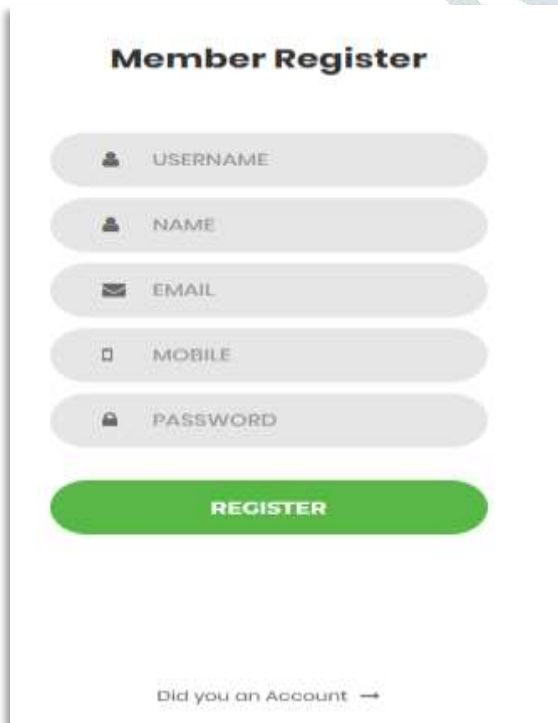 Member Register
USERNAME
NAME
EMAIL
MOBILE
PASSWORD
REGISTER
Did you an Account →